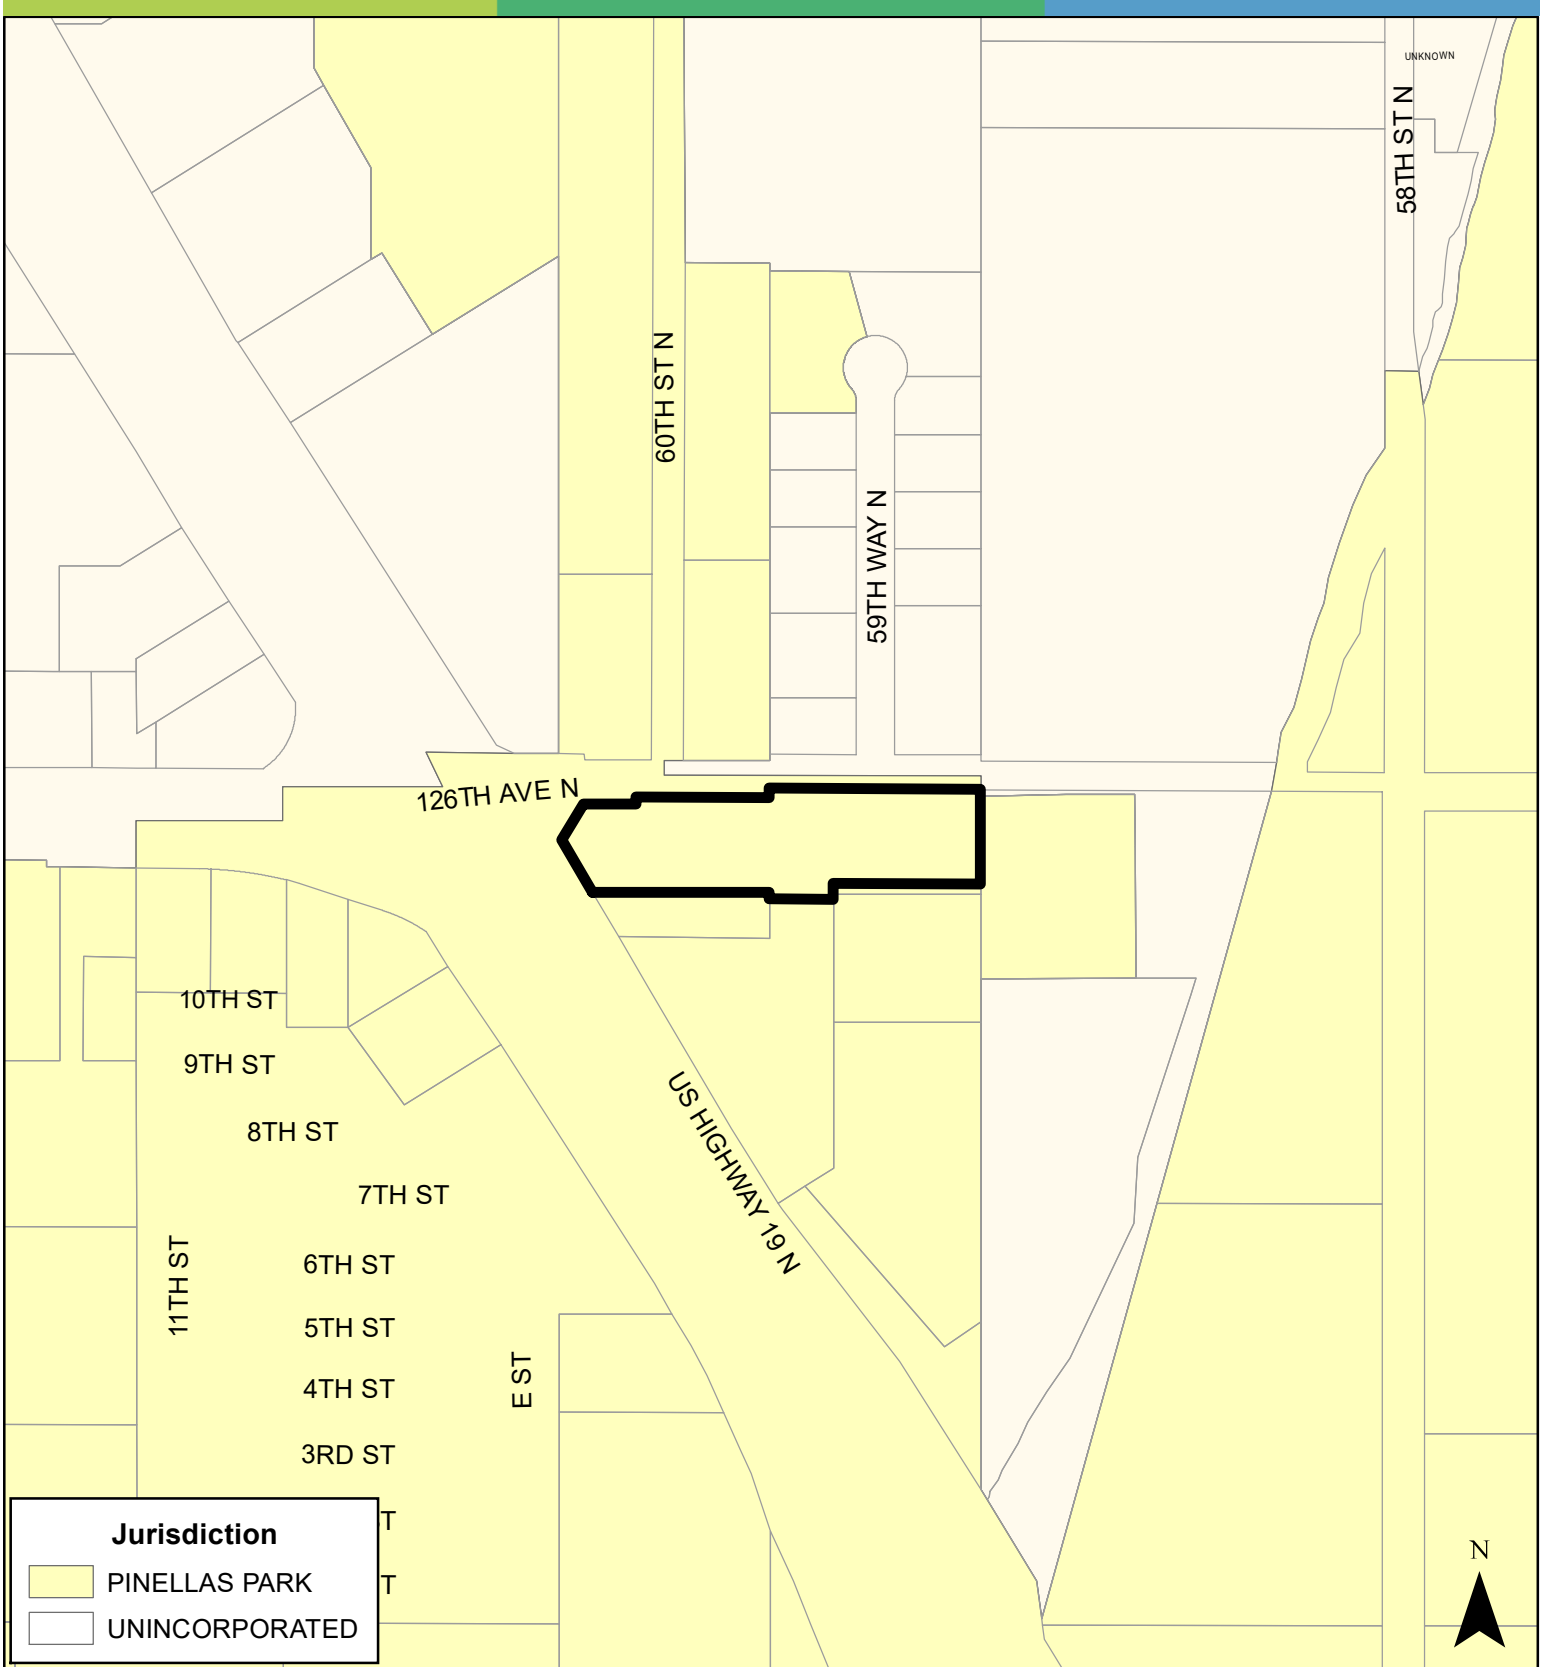 UNKNOWN
58TH ST N
60TH ST N
59TH WAY N
126TH AVE N
10TH ST
9TH ST
8TH ST
7TH ST
US HIGHWAY 19 N
6TH ST
11TH ST
5TH ST
E ST
4TH ST
3RD ST
T
T
Jurisdiction
PINELLAS PARK
UNINCORPORATED
N